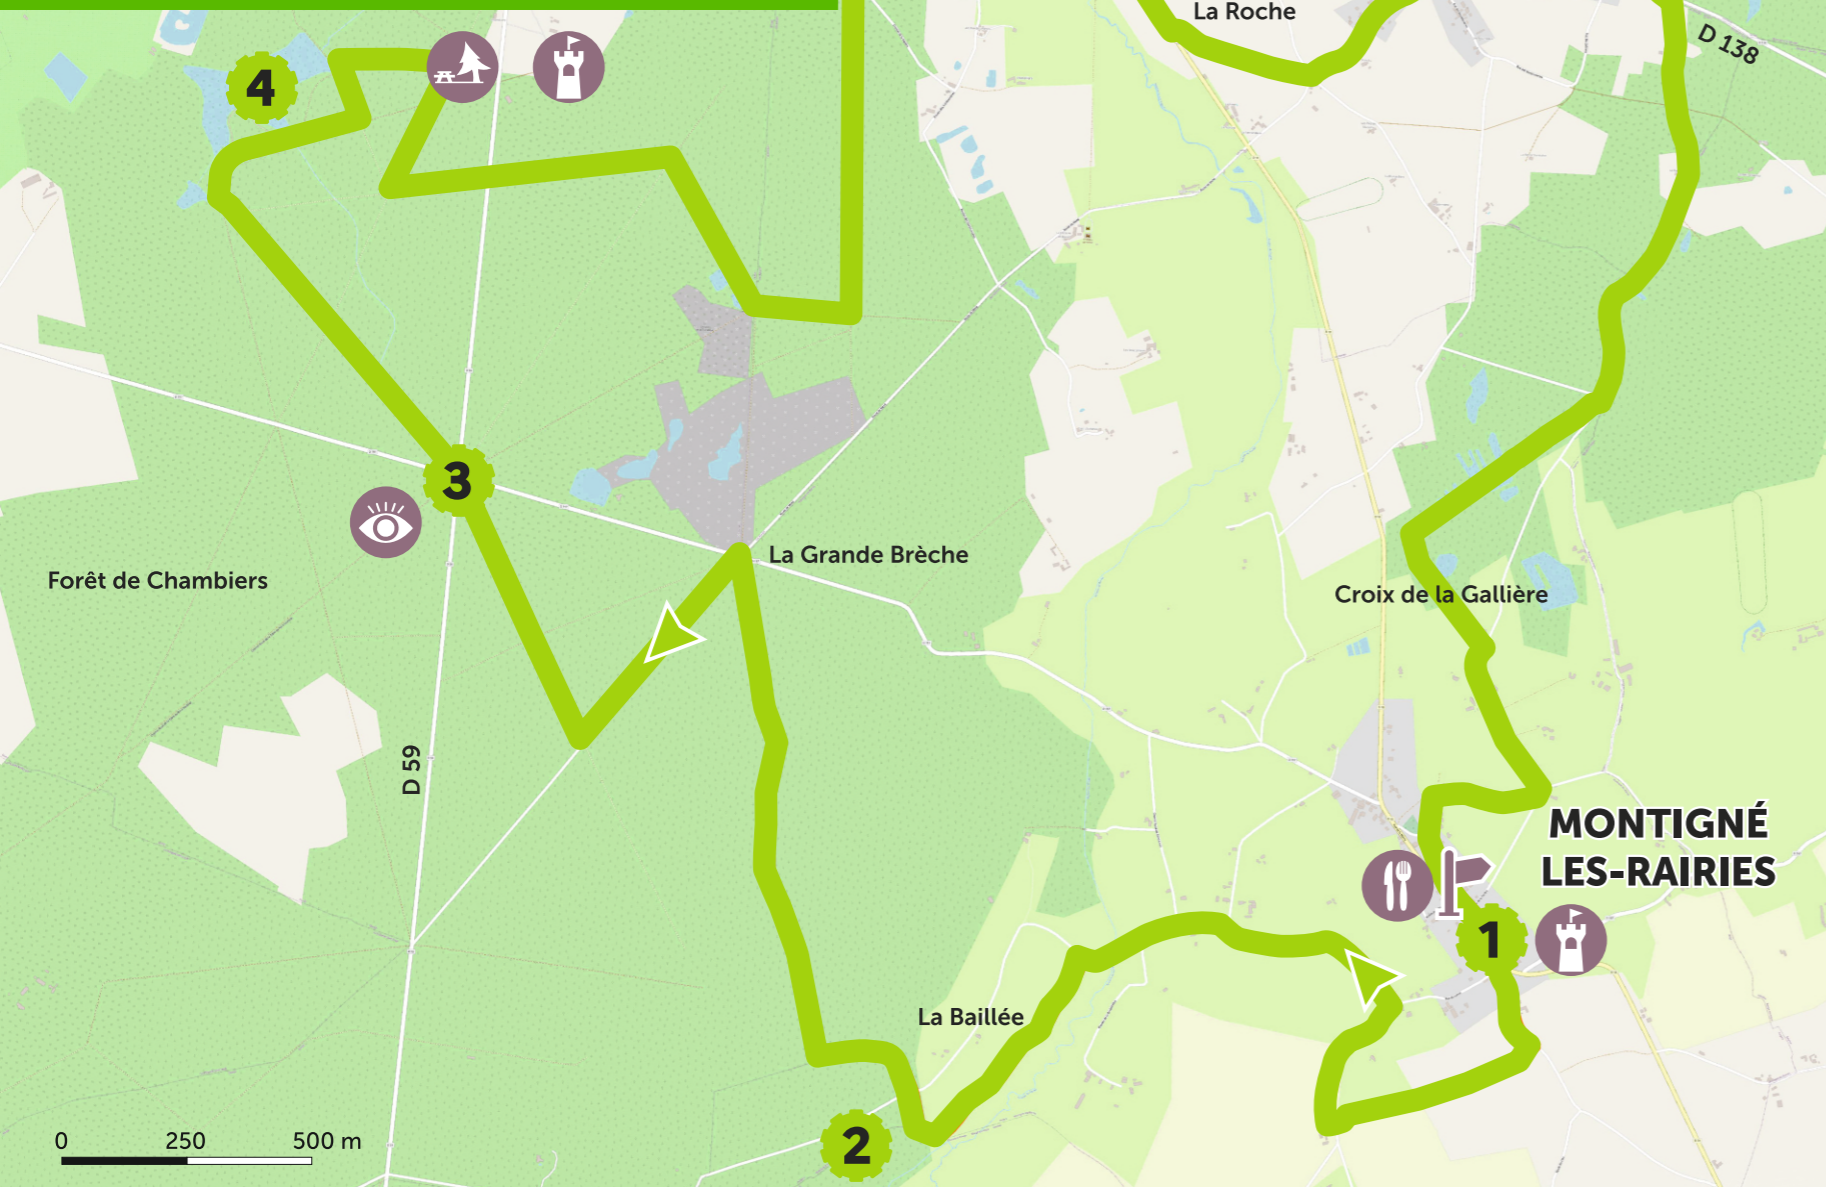 La Roche
D 138
4
3
La Grande Brèche
Forêt de Chambiers
Croix de la Gallière
D 59
MONTIGNÉ
LES-RAIRIES
1
La Baillée
2
0 250 500 m